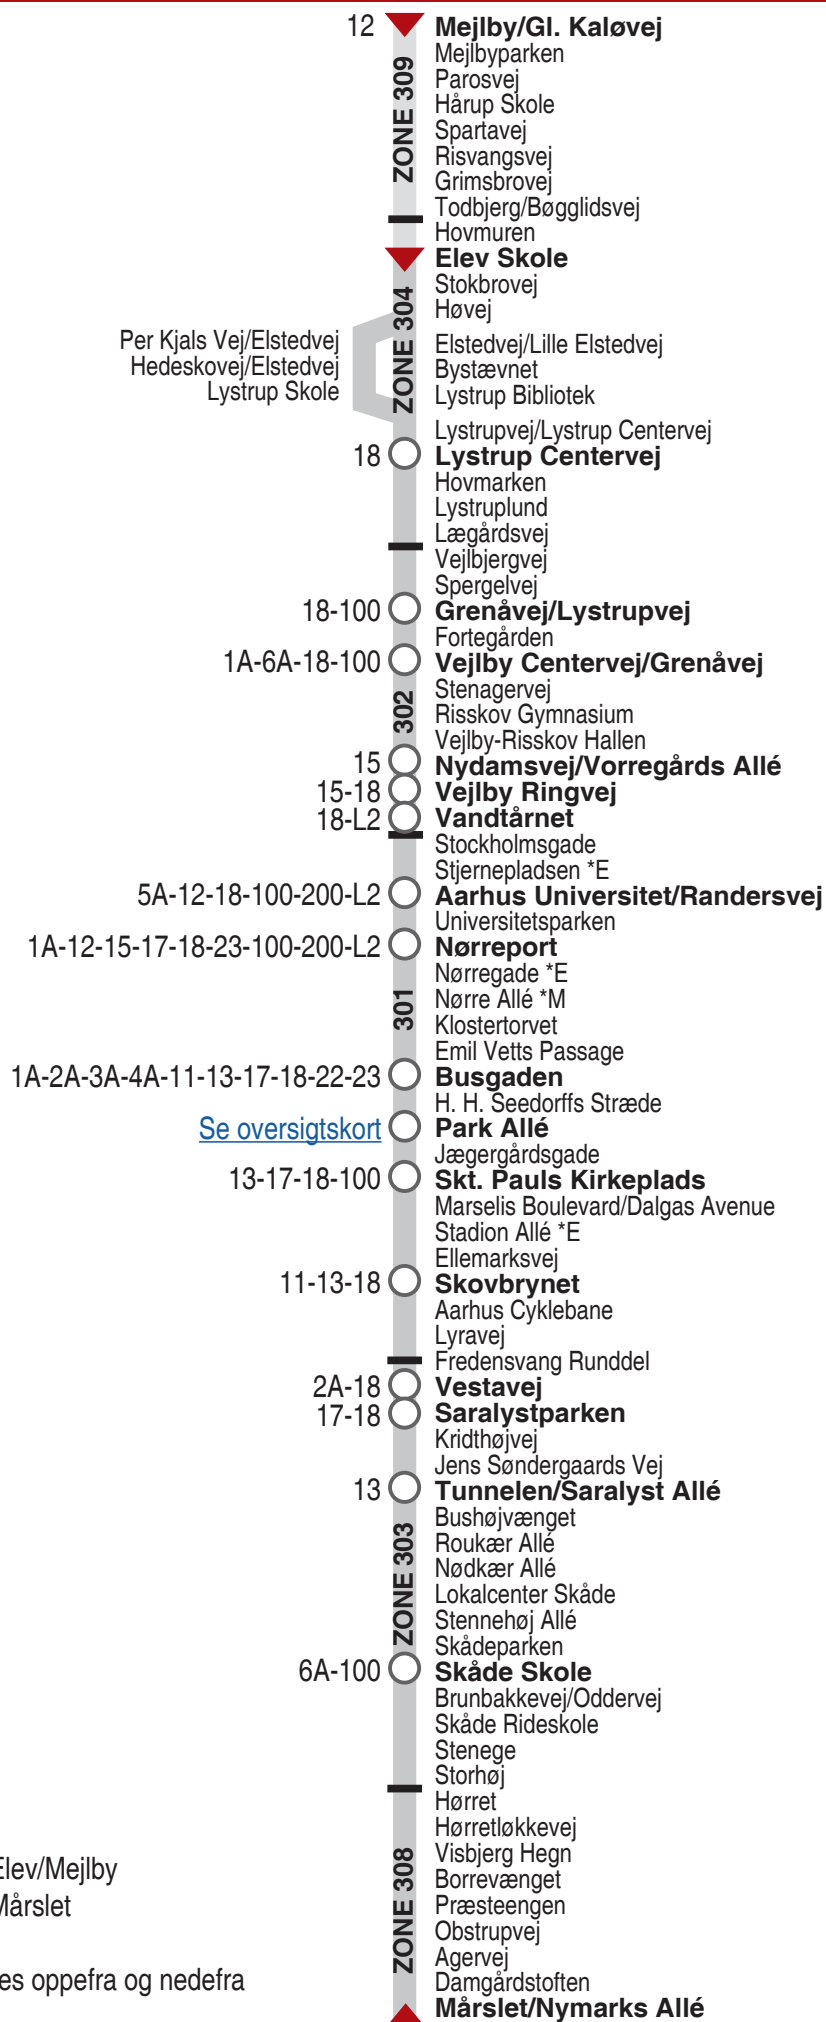 12 Mejlby/Gl. Kaløvej
Mejlbyparken
Parosvej
Hårup Skole
Spartavej
Risvangsvej
Grimsbrovej
Todbjerg/Bøgglidsvej
ZONE 309
Hovmuren
Elev Skole
Stokbrovej
Høvej
ZONE 304
Per Kjals Vej/Elstedvej
Hedeskovej/Elstedvej
Lystrup Skole
Elstedvej/Lille Elstedvej
Bystævnet
Lystrup Bibliotek
Lystrupvej/Lystrup Centervej
18 Lystrup Centervej
Hovmarken
Lystruplund
Lægårdsvej
Vejlbjergvej
Spergelvej
18-100 Grenåvej/Lystrupvej
Fortegården
1A-6A-18-100 Vejlby Centervej/Grenåvej
Stenagervej
Risskov Gymnasium
Vejlby-Risskov Hallen
302
15 Nydamsvej/Vorregårds Allé
15-18 Vejlby Ringvej
18-L2 Vandtårnet
Stockholmsgade
Stjernepladsen *E
5A-12-18-100-200-L2 Aarhus Universitet/Randersvej
Universitetsparken
1A-12-15-17-18-23-100-200-L2 Nørreport
Nørregade *E
Nørre Allé *M
Klostertorvet
Emil Vetts Passage
301
1A-2A-3A-4A-11-13-17-18-22-23 Busgaden
H. H. Seedorffs Stræde
Se oversigtskort Park Allé
Jægergårdsgade
13-17-18-100 Skt. Pauls Kirkeplads
Marselis Boulevard/Dalgas Avenue
Stadion Allé *E
Ellemarksvej
11-13-18 Skovbrynet
Aarhus Cyklebane
Lyravej
Fredensvang Runddel
2A-18 Vestavej
17-18 Saralystparken
Kridthøjvej
Jens Søndergaards Vej
13 Tunnelen/Saralyst Allé
Bushøjvænget
Roukær Allé
Nødkær Allé
Lokalcenter Skåde
Stennehøj Allé
Skådeparken
ZONE 303
6A-100 Skåde Skole
Brunbakkevej/Oddervej
Skåde Rideskole
Stenege
Storhøj
Hørret
Hørretløkkevej
Visbjerg Hegn
Borrevænget
Præsteengen
Obstrupvej
Agervej
Damgårdstoften
ZONE 308
Mårslet/Nymarks Allé
Elev/Mejlby
Mårslet
es oppefra og nedefra